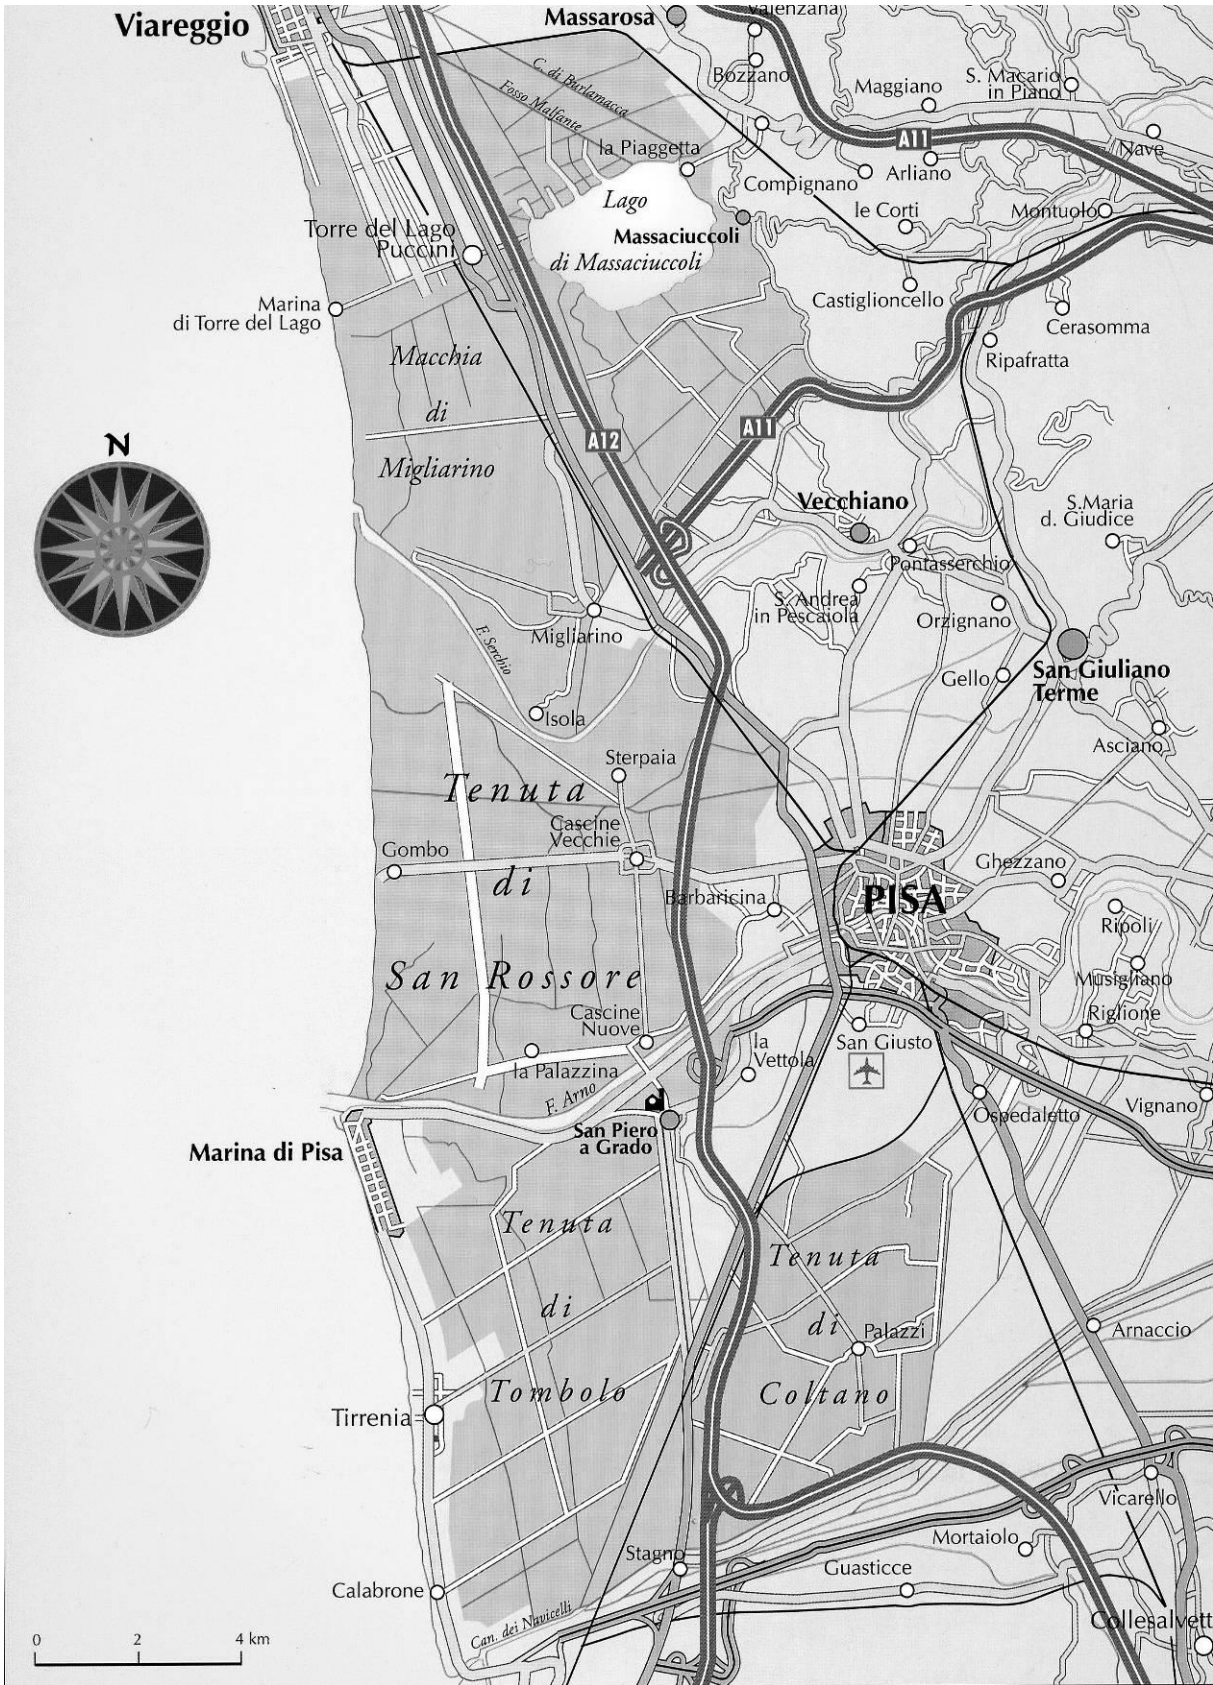 Viareggio
Massarosa
Bozzano
C. di Burlamacca
Fosso Malfante
Maggiano
S. Macario
in Piano
A11
Nave
la Piaggetta
Compignano
Arliano
Lago
di Massaciuccoli
Massaciuccoli
le Corti
Montuolo
Torre del Lago
Puccini
Castiglioncello
Marina
di Torre del Lago
Cerasomma
Ripafratta
Macchia
di
Migliarino
A12
A11
N
Vecchiano
S.Maria
d. Giudice
Pontasserchio
S. Andrea
in Pescaiola
Orzignano
Migliarino
F. Serchio
San Giuliano
Terme
Gello
Isola
Asciano
Sterpaia
Tenuta
di
San Rossore
Cascine
Vecchie
Gombo
Ghezzano
Barbaricina
PISA
Ripoli
Musigliano
Riglione
Cascine
Nuove
San Giusto
la
Vettola
la Palazzina
F. Arno
Ospedaletto
Vignano
San Piero
a Grado
Marina di Pisa
Tenuta
di
Tombolo
Tenuta
di
Coltano
Palazzi
Arnaccio
Tirrenia
Vicarello
Mortaiolo
Stagno
Guasticce
Calabrone
Can. dei Navicelli
Collesalvett
0 2 4 km